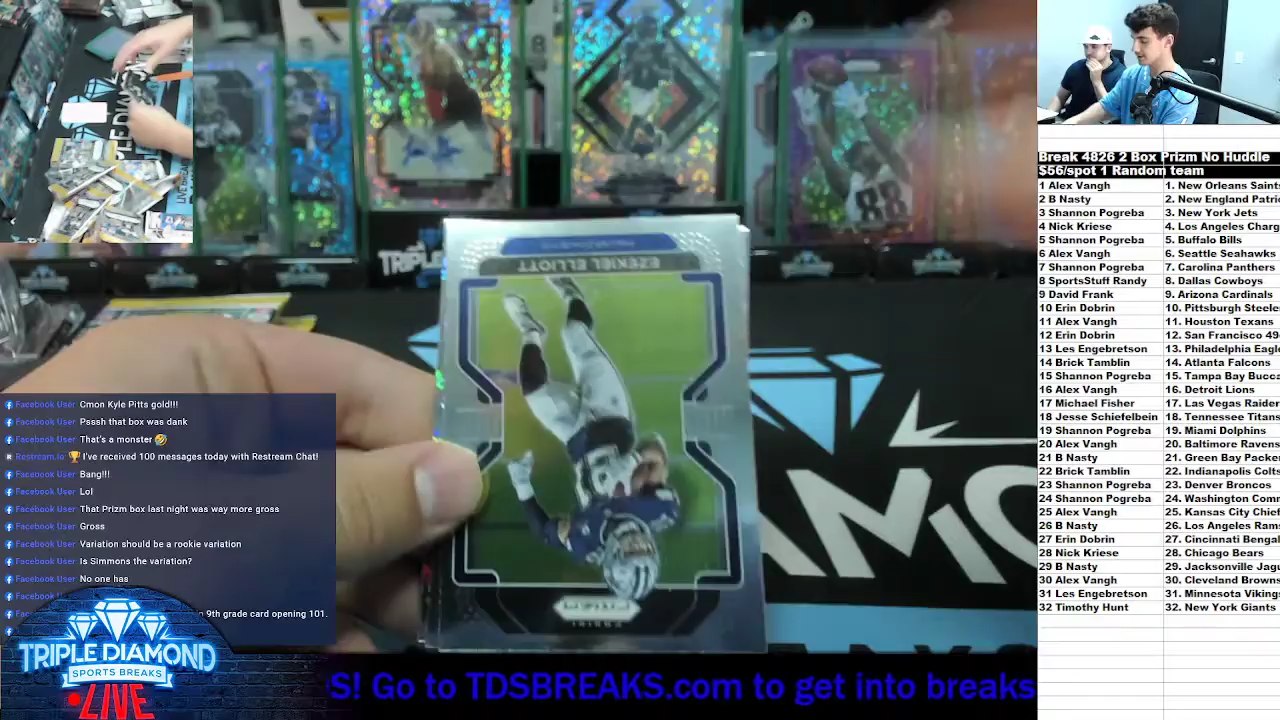 88
TRIPLE
EZEKIEL ELLIOTT
PRIZM
PANINI
Facebook User Cmon Kyle Pitts gold!!!
Facebook User Psssh that box was dank
Facebook User That's a monster 🤣
Restream.io 🏆 I've received 100 messages today with Restream Chat!
Facebook User Bang!!!
Facebook User Lol
Facebook User That Prizm box last night was way more gross
Facebook User Gross
Facebook User Variation should be a rookie variation
Facebook User Is Simmons the variation?
Facebook User No one has
9th grade card opening 101.
TRIPLE DIAMOND
SPORTS BREAKS
LIVE
S! Go to TDSBREAKS.com to get into breaks
Break 4826 2 Box Prizm No Huddle
$56/spot 1 Random team
1 Alex Vangh 1. New Orleans Saint
2 B Nasty 2. New England Patri
3 Shannon Pogreba 3. New York Jets
4 Nick Kriese 4. Los Angeles Charg
5 Shannon Pogreba 5. Buffalo Bills
6 Alex Vangh 6. Seattle Seahawks
7 Shannon Pogreba 7. Carolina Panthers
8 SportsStuff Randy 8. Dallas Cowboys
9 David Frank 9. Arizona Cardinals
10 Erin Dobrin 10. Pittsburgh Steele
11 Alex Vangh 11. Houston Texans
12 Erin Dobrin 12. San Francisco 49
13 Les Engebretson 13. Philadelphia Eagl
14 Brick Tamblin 14. Atlanta Falcons
15 Shannon Pogreba 15. Tampa Bay Bucca
16 Alex Vangh 16. Detroit Lions
17 Michael Fisher 17. Las Vegas Raider
18 Jesse Schiefelbein 18. Tennessee Titans
19 Shannon Pogreba 19. Miami Dolphins
20 Alex Vangh 20. Baltimore Ravens
21 B Nasty 21. Green Bay Packe
22 Brick Tamblin 22. Indianapolis Colts
23 Shannon Pogreba 23. Denver Broncos
24 Shannon Pogreba 24. Washington Comm
25 Alex Vangh 25. Kansas City Chief
26 B Nasty 26. Los Angeles Ram
27 Erin Dobrin 27. Cincinnati Bengal
28 Nick Kriese 28. Chicago Bears
29 B Nasty 29. Jacksonville Jagu
30 Alex Vangh 30. Cleveland Browns
31 Les Engebretson 31. Minnesota Viking
32 Timothy Hunt 32. New York Giants